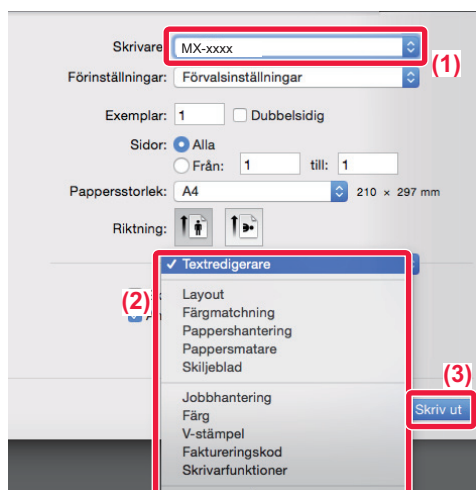 Skrivare: MX-xxxx
(1)
Förinställningar: Förvalsinställningar
Exemplar: 1 Dubbelsidig
Sidor: Alla
Från: 1 till: 1
Pappersstorlek: A4 210 × 297 mm
Riktning:
✓ Textredigerare
(2)
Layout
Färgmatchning
Pappershantering
Pappersmatare
Skiljeblad
(3)
Jobbhantering
Färg
Skriv ut
V-stämpel
Faktureringskod
Skrivarfunktioner